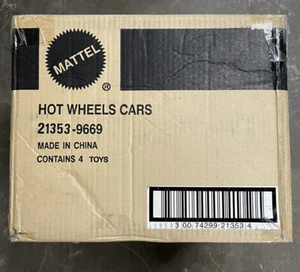 MATTEL
®
HOT WHEELS CARS
21353-9669
MADE IN CHINA
CONTAINS 4 TOYS
3 00 74299 21353 4